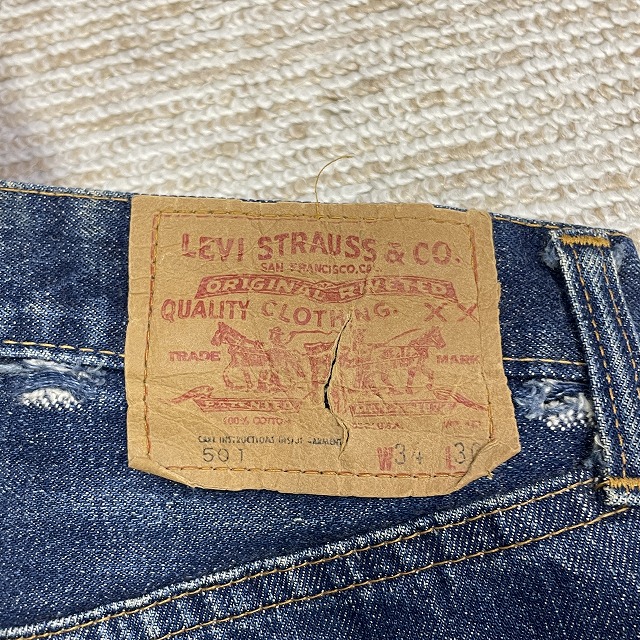 LEVI STRAUSS & CO.
SAN FRANCISCO, CAL.
ORIGINAL RIVETED
QUALITY CLOTHING. XX
TRADE MARK
100% COTTON U.S.A.
CARE INSTRUCTIONS INSIDE GARMENT
501 W34 L36